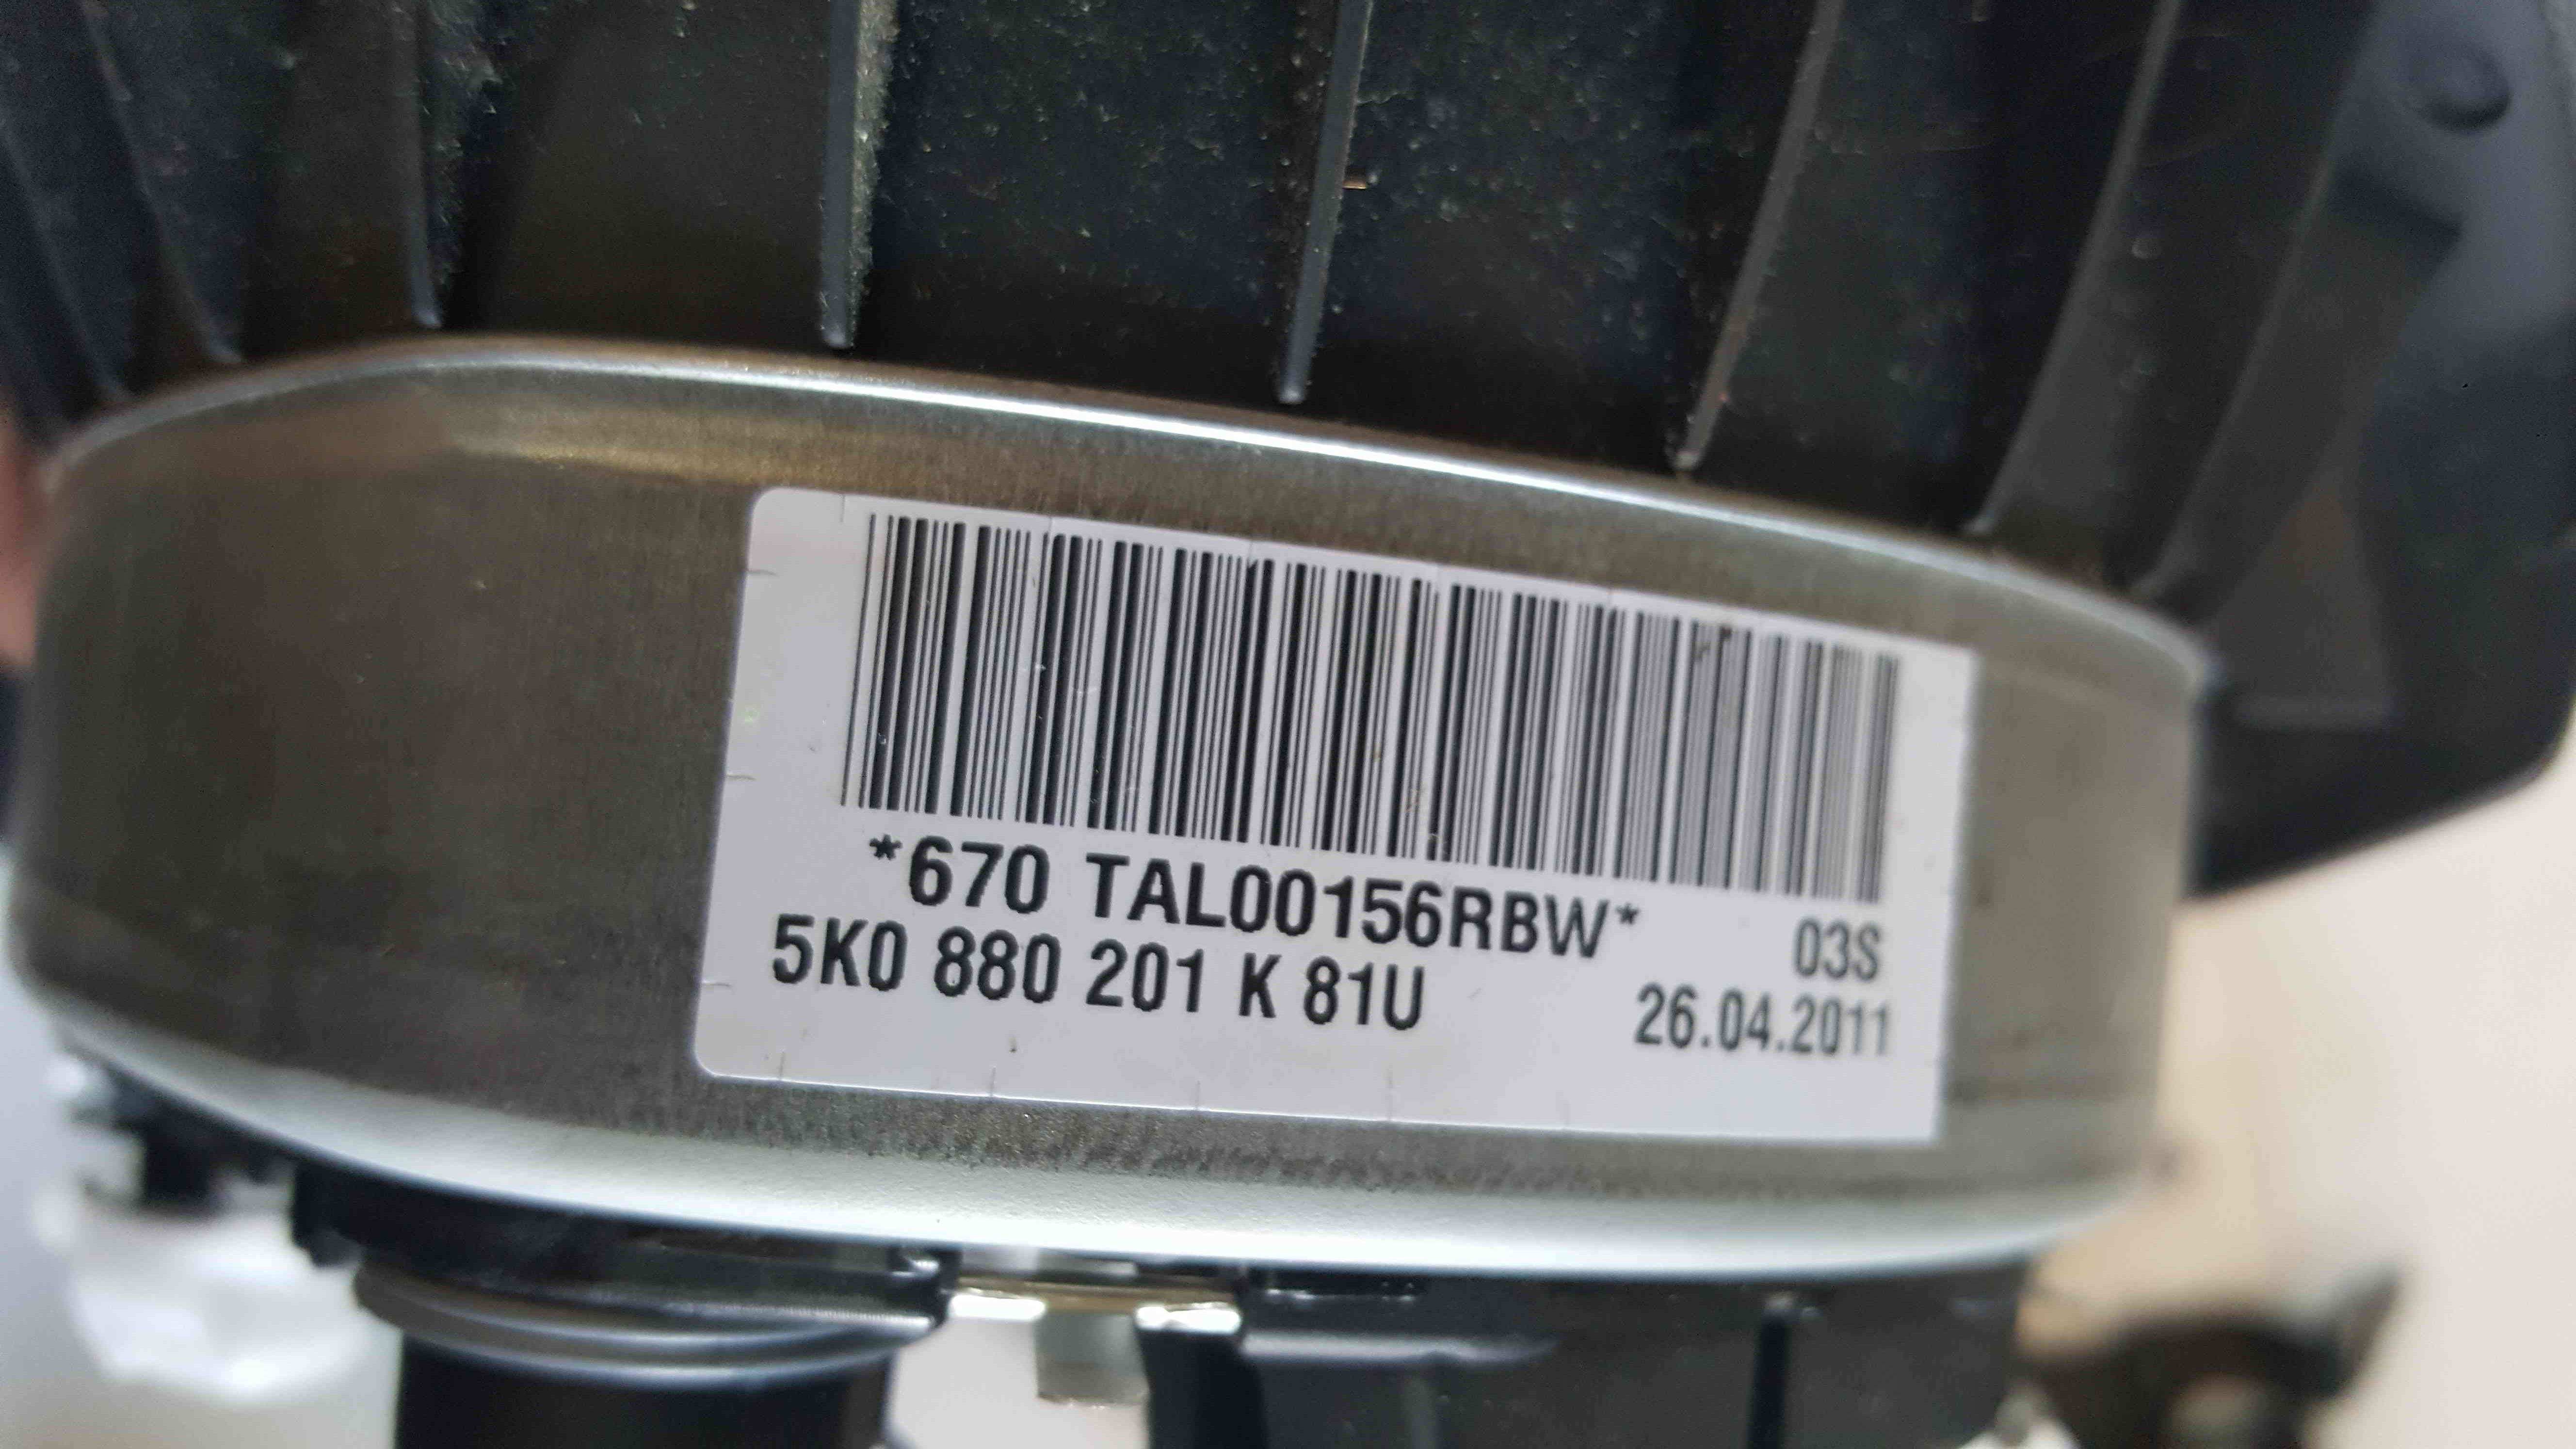 *670 TAL00156RBW*
03S
5K0 880 201 K 81U
26.04.2011